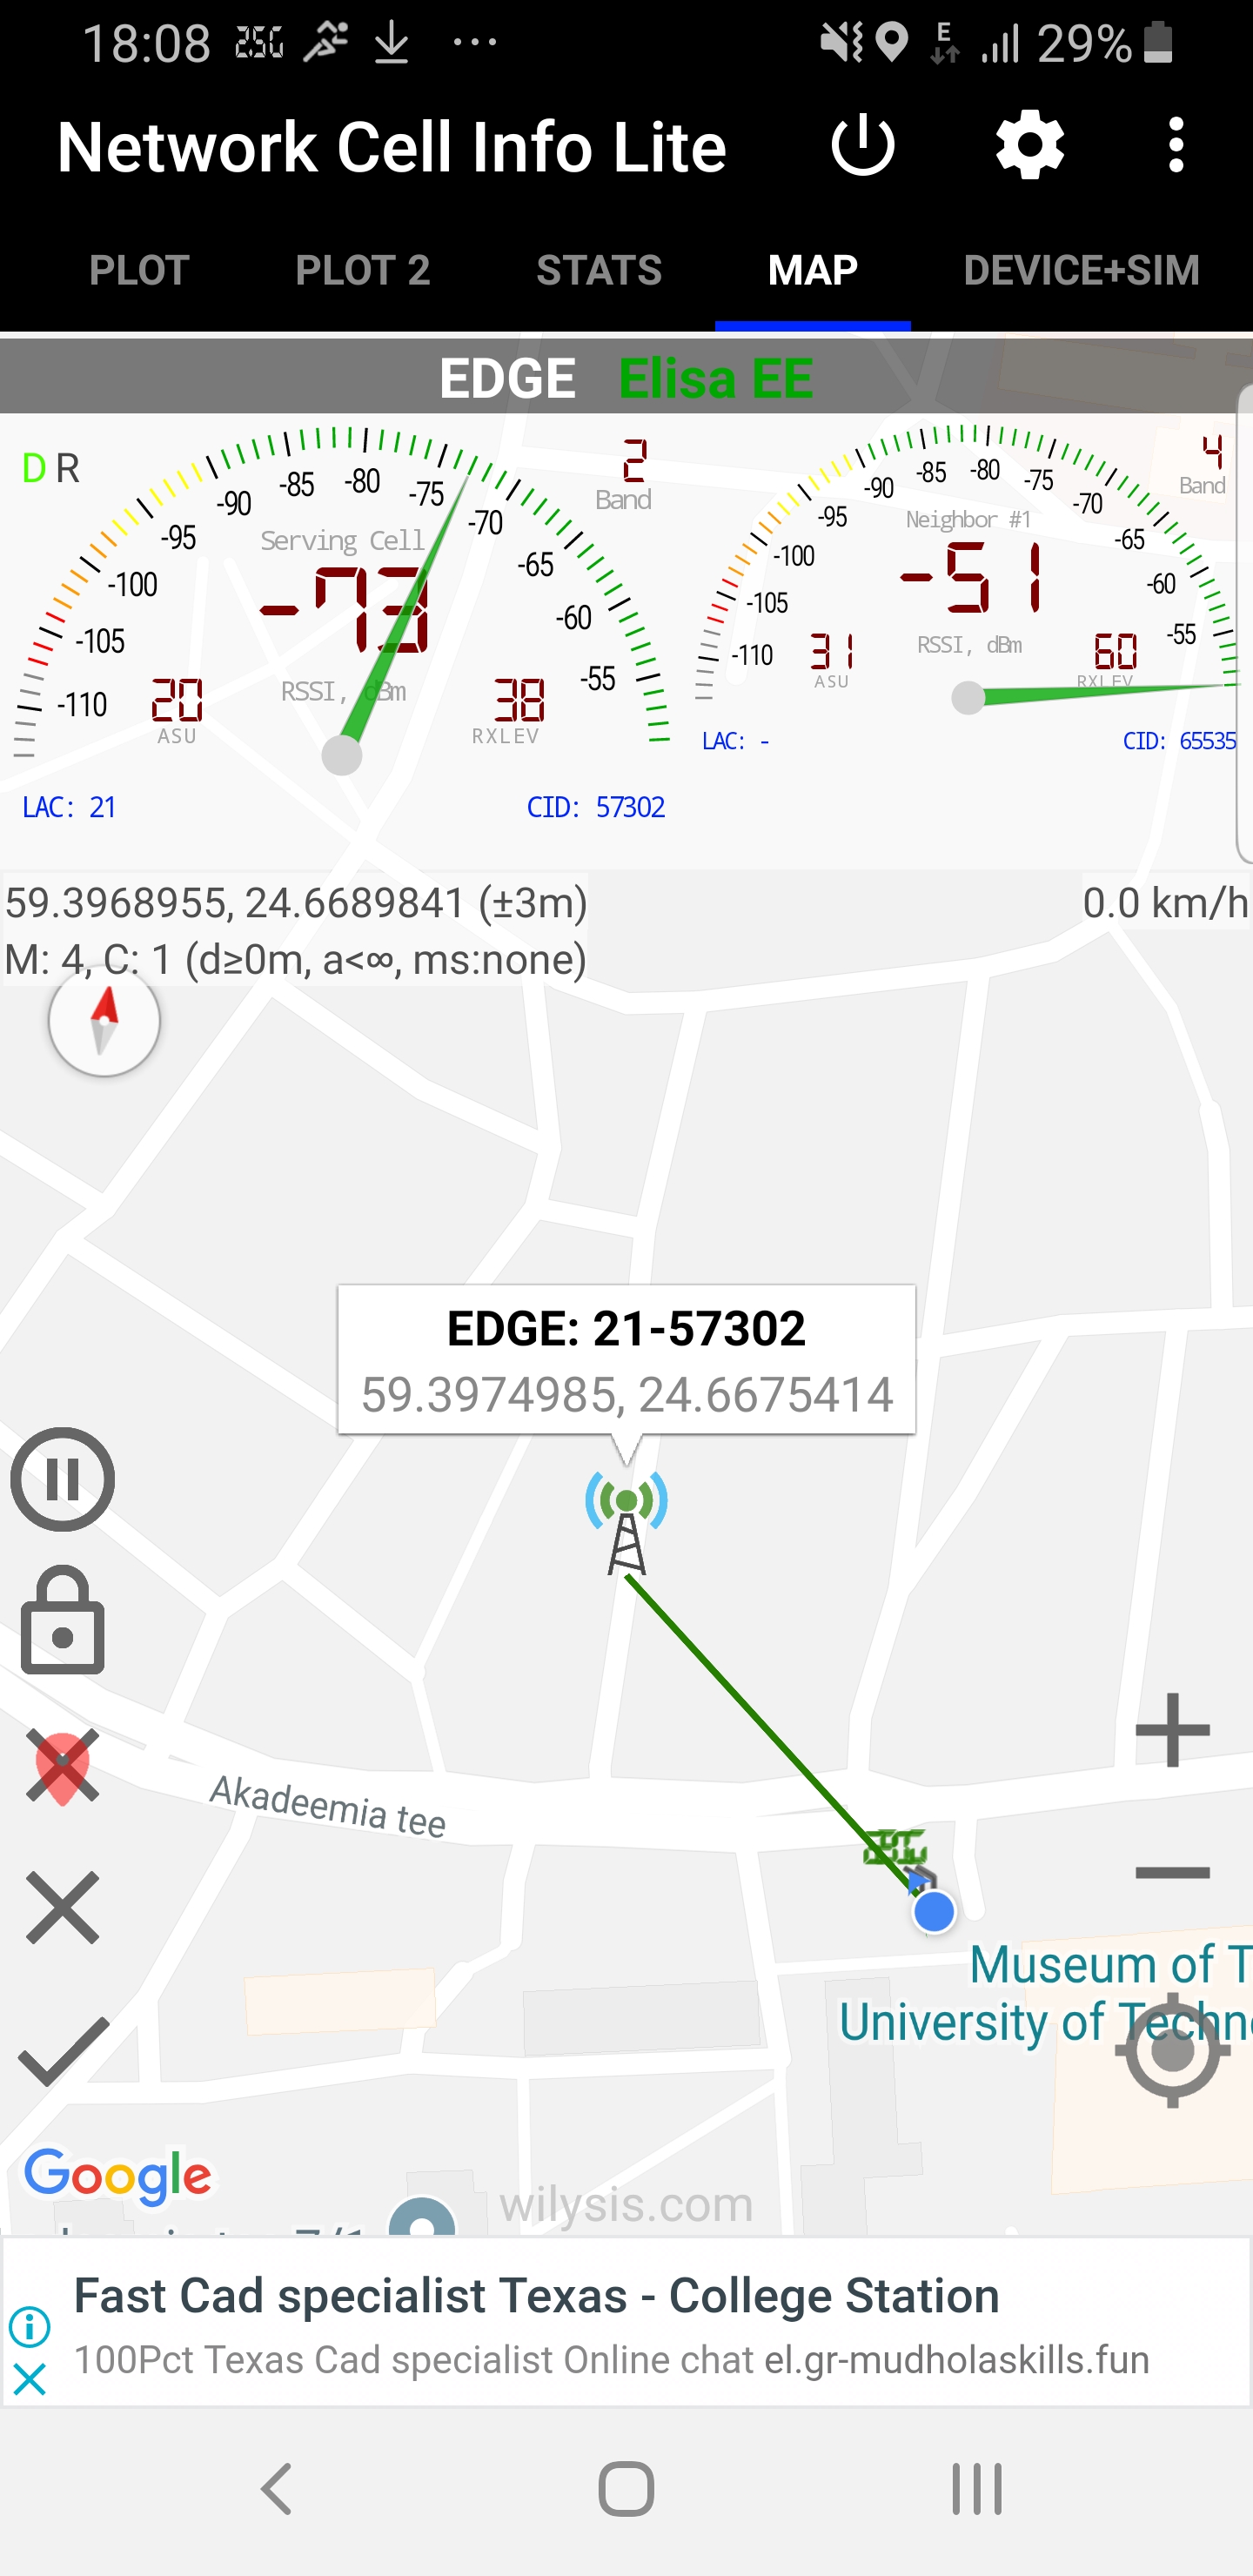 18:08 E 29%
Network Cell Info Lite
PLOT PLOT 2 STATS MAP DEVICE+SIM
EDGE Elisa EE
D R
2
Band
4
Band
-110 -105 -100 -95 -90 -85 -80 -75 -70 -65 -60 -55
Serving Cell
-73
RSSI, dBm
20
ASU
38
RXLEV
LAC: 21
CID: 57302
-110 -105 -100 -95 -90 -85 -80 -75 -70 -65 -60 -55
Neighbor #1
-51
RSSI, dBm
31
ASU
60
RXLEV
LAC: -
CID: 65535
59.3968955, 24.6689841 (±3m)
0.0 km/h
M: 4, C: 1 (d≥0m, a<∞, ms:none)
EDGE: 21-57302
59.3974985, 24.6675414
Akadeemia tee
Museum of T
University of Techn
Google
wilysis.com
Fast Cad specialist Texas - College Station
100Pct Texas Cad specialist Online chat el.gr-mudholaskills.fun